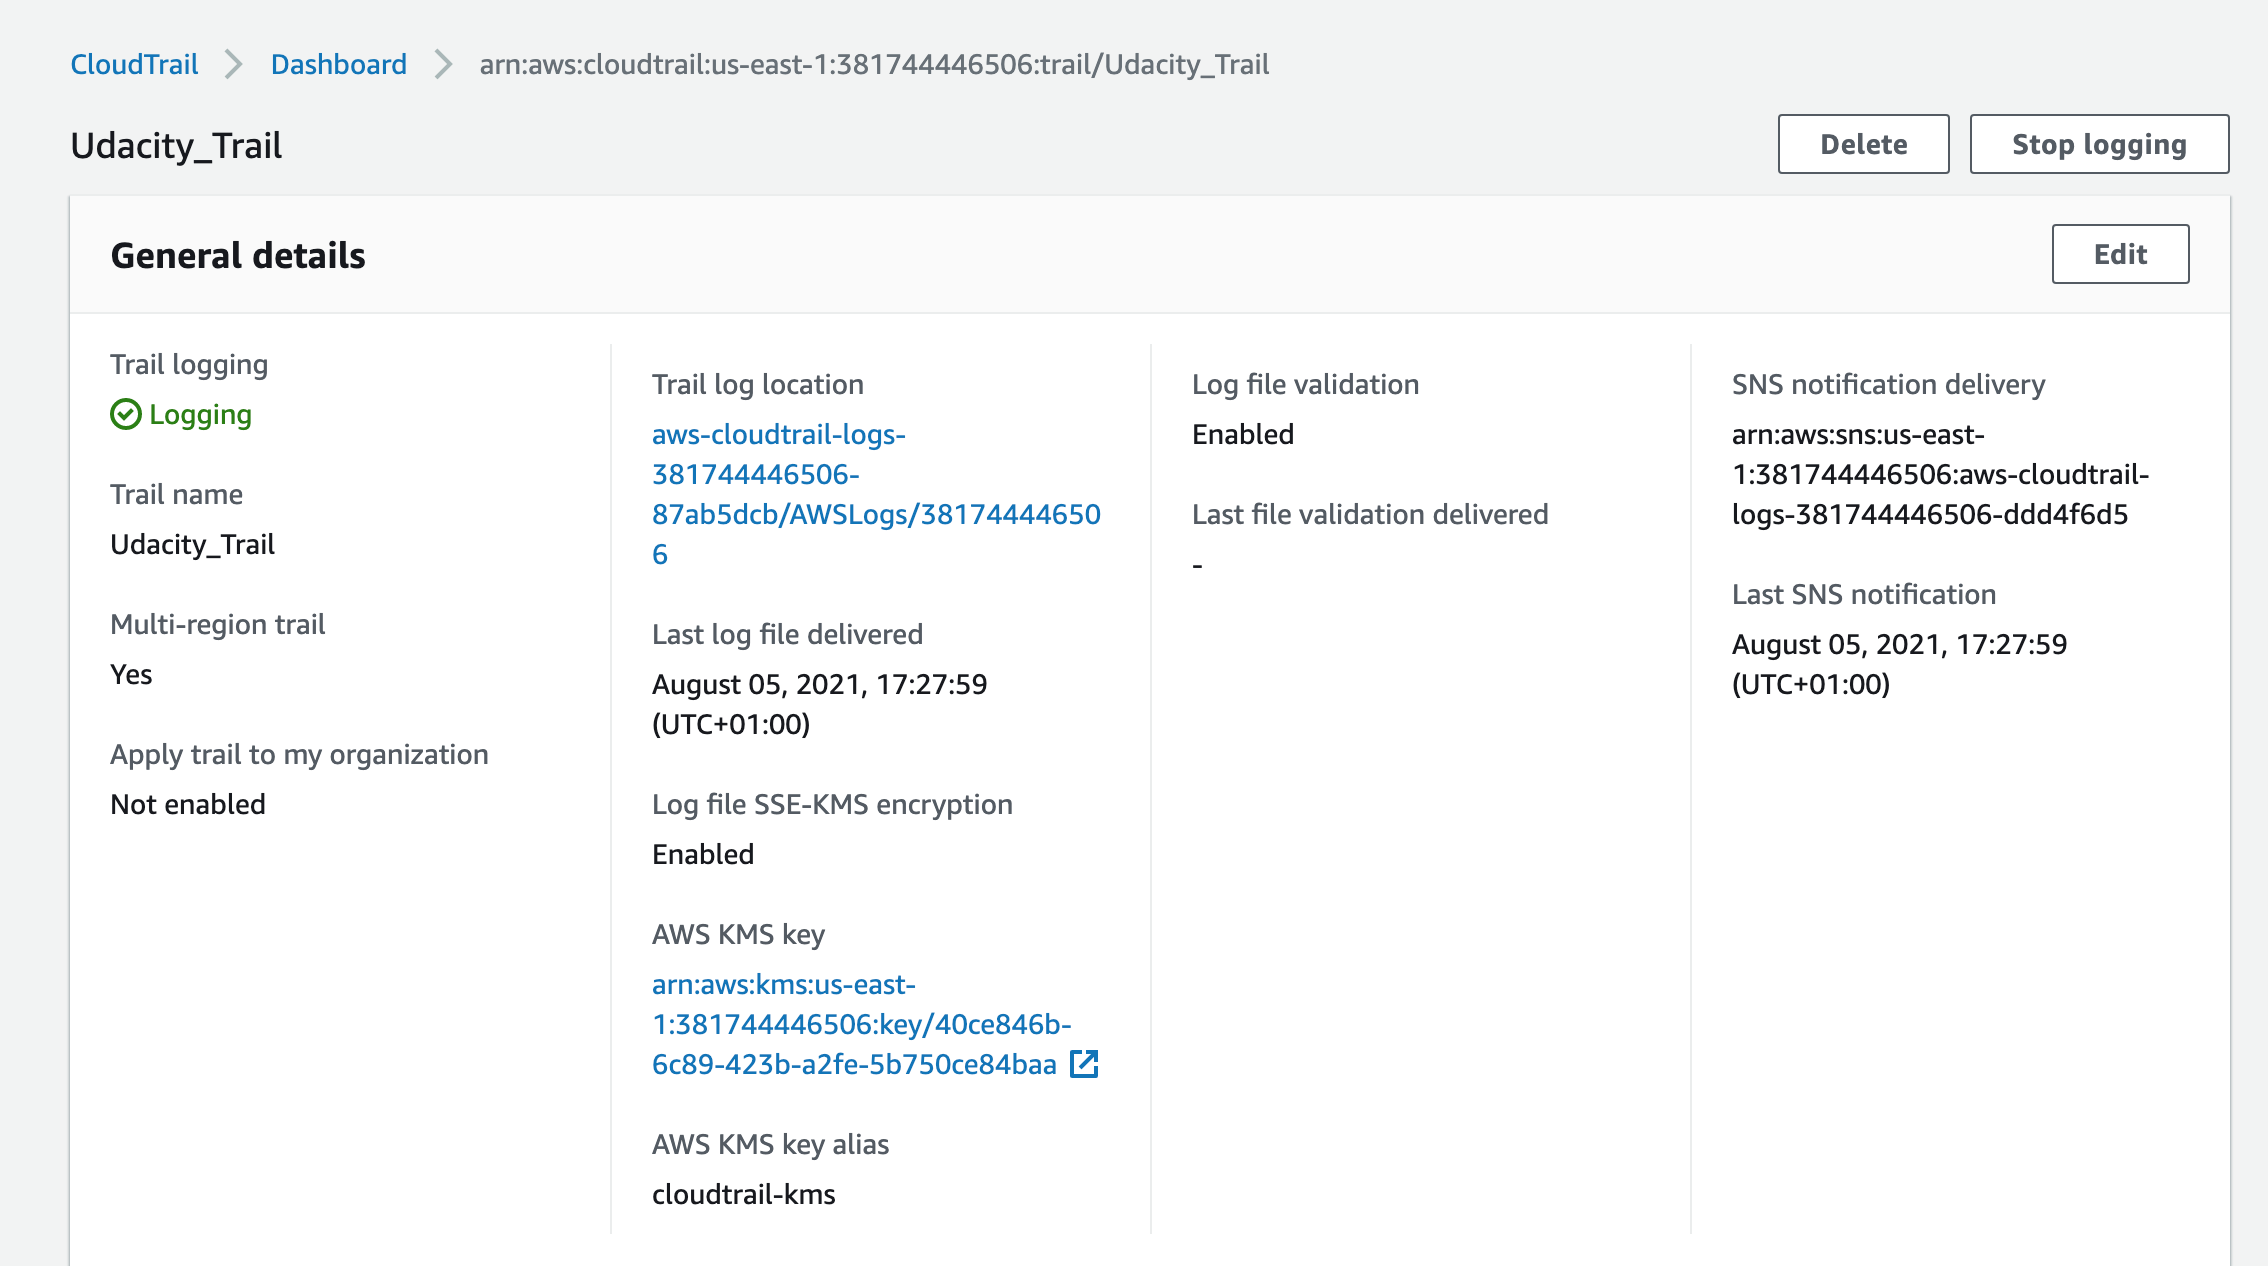 CloudTrail
Dashboard
arn:aws:cloudtrail:us-east-1:381744446506:trail/Udacity_Trail
Udacity_Trail
Delete
Stop logging
General details
Edit
Trail logging
Logging
Trail name
Udacity_Trail
Multi-region trail
Yes
Apply trail to my organization
Not enabled
Trail log location
aws-cloudtrail-logs-
381744446506-
87ab5dcb/AWSLogs/38174444650
6
Last log file delivered
August 05, 2021, 17:27:59
(UTC+01:00)
Log file SSE-KMS encryption
Enabled
AWS KMS key
arn:aws:kms:us-east-
1:381744446506:key/40ce846b-
6c89-423b-a2fe-5b750ce84baa
AWS KMS key alias
cloudtrail-kms
Log file validation
Enabled
Last file validation delivered
-
SNS notification delivery
arn:aws:sns:us-east-
1:381744446506:aws-cloudtrail-
logs-381744446506-ddd4f6d5
Last SNS notification
August 05, 2021, 17:27:59
(UTC+01:00)